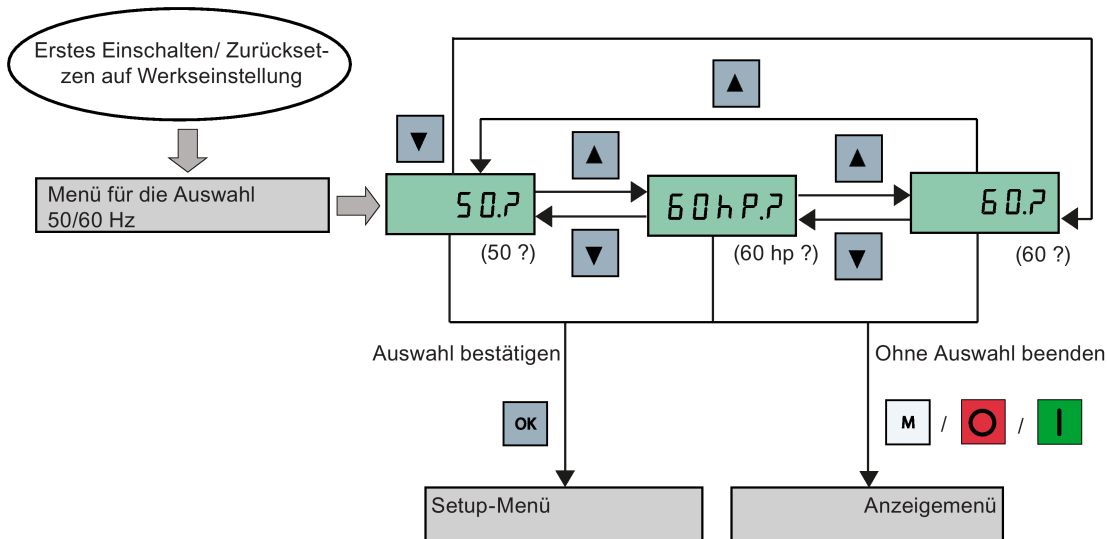 Erstes Einschalten/ Zurückset-
zen auf Werkseinstellung
Menü für die Auswahl
50/60 Hz
50.?
60hP.?
60.?
(50 ?)
(60 hp ?)
(60 ?)
Auswahl bestätigen
Ohne Auswahl beenden
OK
M / /
Setup-Menü
Anzeigemenü